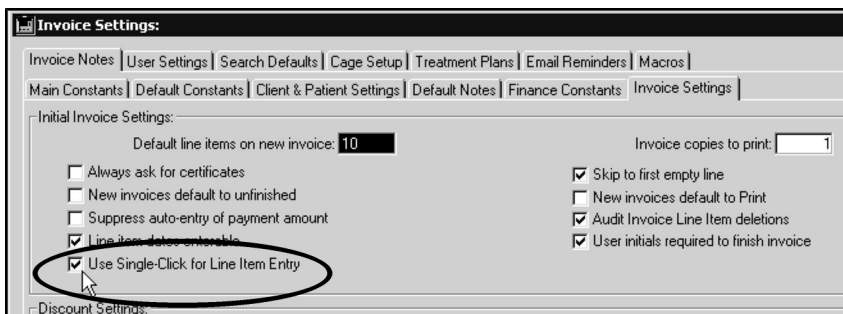 Invoice Settings:
Invoice Notes User Settings Search Defaults Cage Setup Treatment Plans Email Reminders Macros
Main Constants Default Constants Client & Patient Settings Default Notes Finance Constants Invoice Settings
Initial Invoice Settings:
Default line items on new invoice: 10 Invoice copies to print: 1
Always ask for certificates Skip to first empty line
New invoices default to unfinished New invoices default to Print
Suppress auto-entry of payment amount Audit Invoice Line Item deletions
Line item dates enterable User initials required to finish invoice
Use Single-Click for Line Item Entry
Discount Settings: